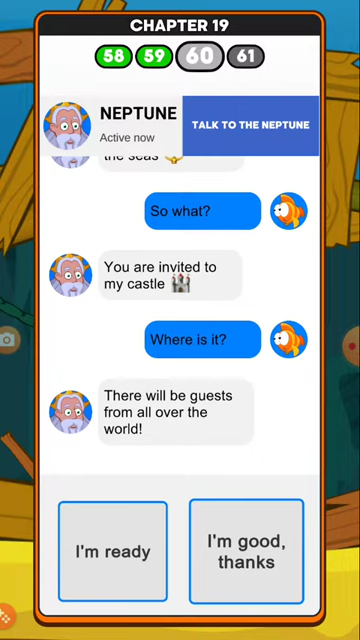 CHAPTER 19
58 59 60 61
NEPTUNE
Active now
TALK TO THE NEPTUNE
the seas
So what?
You are invited to
my castle
Where is it?
There will be guests
from all over the
world!
I'm ready
I'm good,
thanks